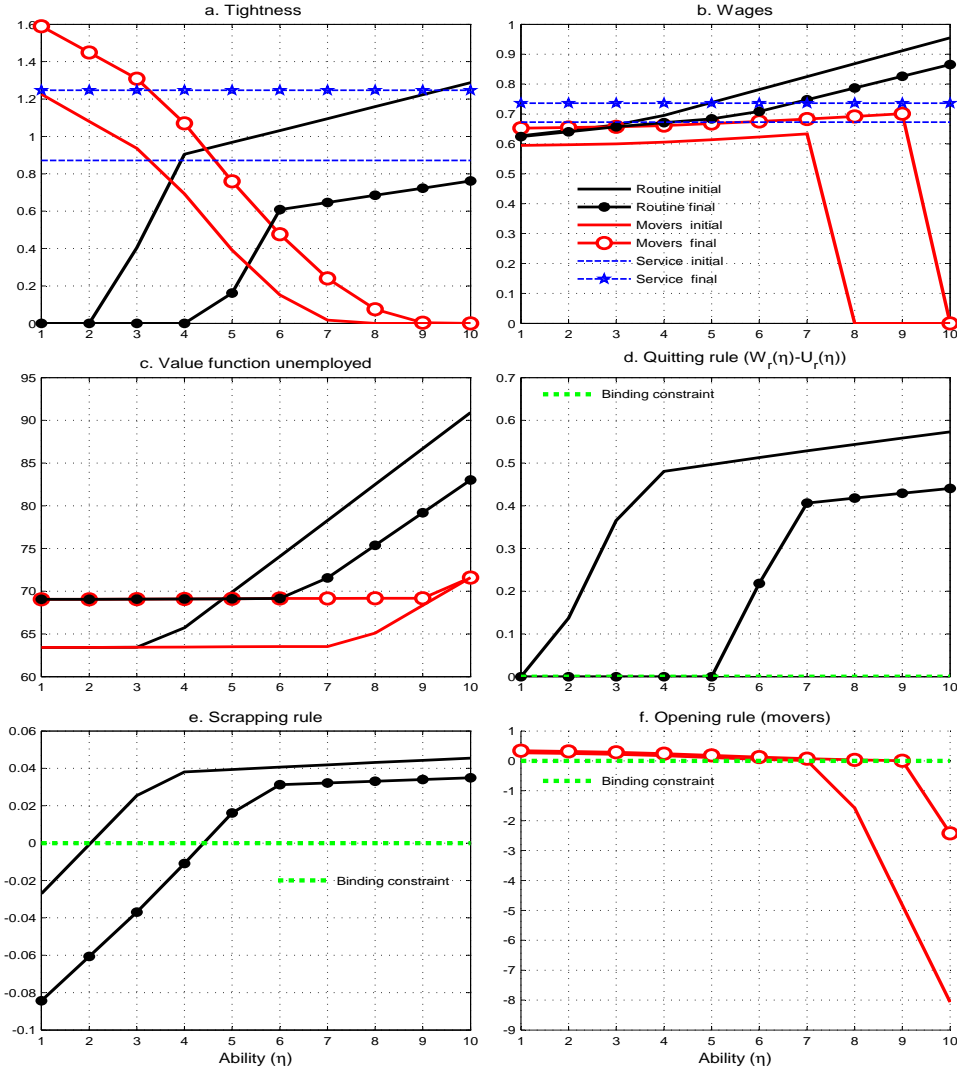 a. Tightness
1.6
1.4
1.2
1
0.8
0.6
0.4
0.2
0
1 2 3 4 5 6 7 8 9 10
b. Wages
1
0.9
0.8
0.7
0.6
0.5
0.4
0.3
0.2
0.1
0
Routine initial
Routine final
Movers initial
Movers final
Service initial
Service final
1 2 3 4 5 6 7 8 9 10
c. Value function unemployed
95
90
85
80
75
70
65
60
1 2 3 4 5 6 7 8 9 10
d. Quitting rule (W_r(η)-U_r(η))
0.7
0.6
0.5
0.4
0.3
0.2
0.1
0
Binding constraint
1 2 3 4 5 6 7 8 9 10
e. Scrapping rule
0.06
0.04
0.02
0
-0.02
-0.04
-0.06
-0.08
-0.1
Binding constraint
1 2 3 4 5 6 7 8 9 10
Ability (η)
f. Opening rule (movers)
1
0
-1
-2
-3
-4
-5
-6
-7
-8
-9
Binding constraint
1 2 3 4 5 6 7 8 9 10
Ability (η)